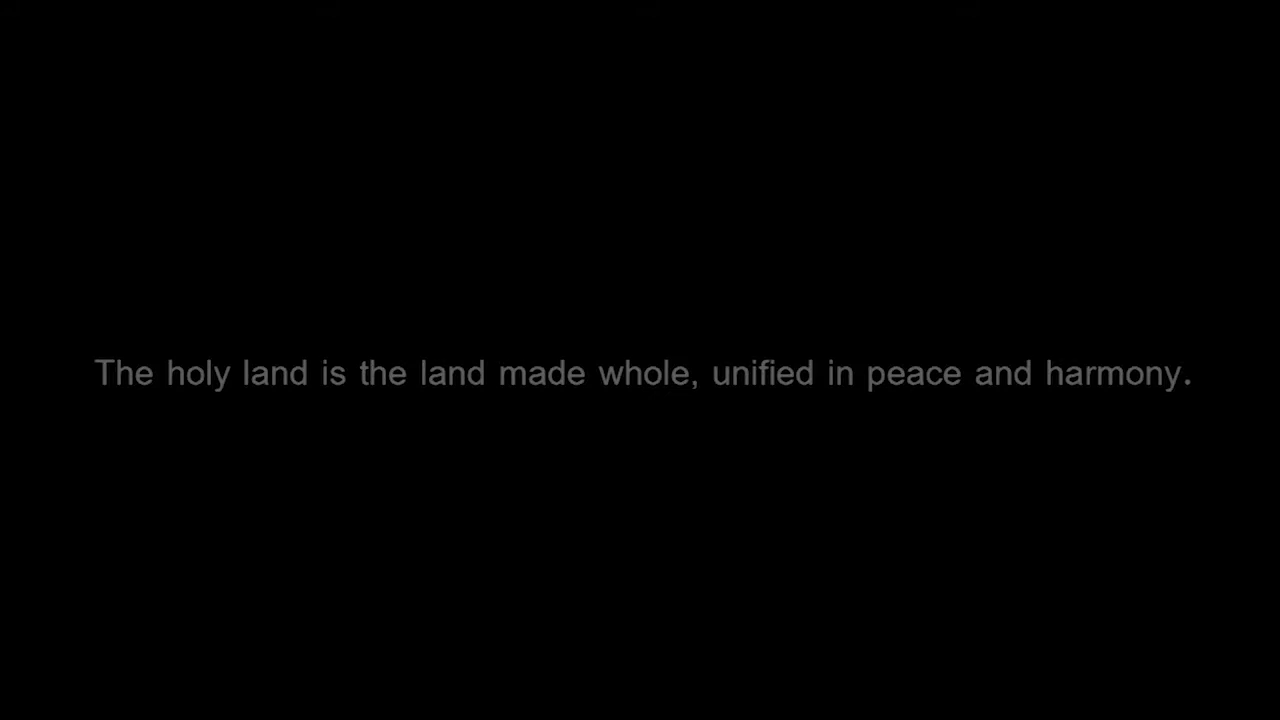 The holy land is the land made whole, unified in peace and harmony.